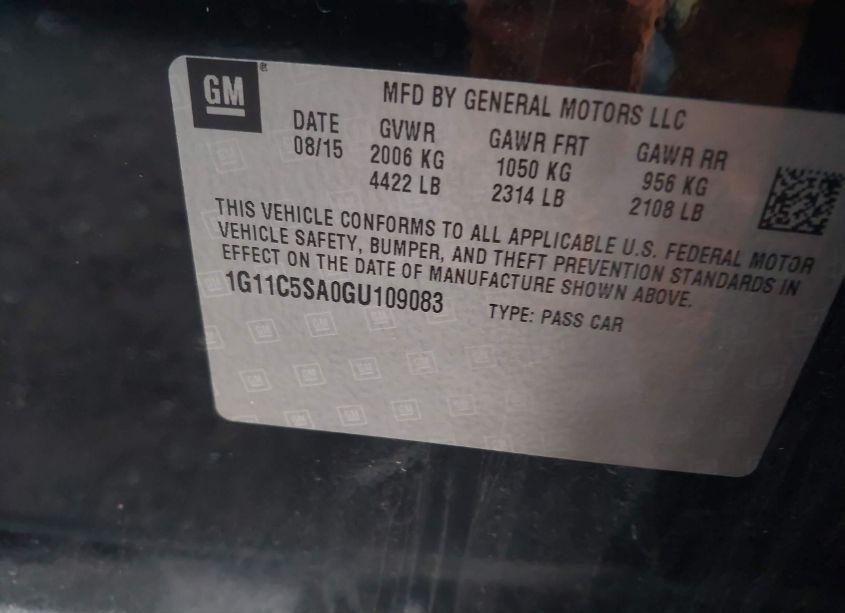 GM
MFD BY GENERAL MOTORS LLC
DATE GVWR GAWR FRT GAWR RR
08/15 2006 KG 1050 KG 956 KG
4422 LB 2314 LB 2108 LB
THIS VEHICLE CONFORMS TO ALL APPLICABLE U.S. FEDERAL MOTOR
VEHICLE SAFETY, BUMPER, AND THEFT PREVENTION STANDARDS IN
EFFECT ON THE DATE OF MANUFACTURE SHOWN ABOVE.
1G11C5SA0GU109083 TYPE: PASS CAR